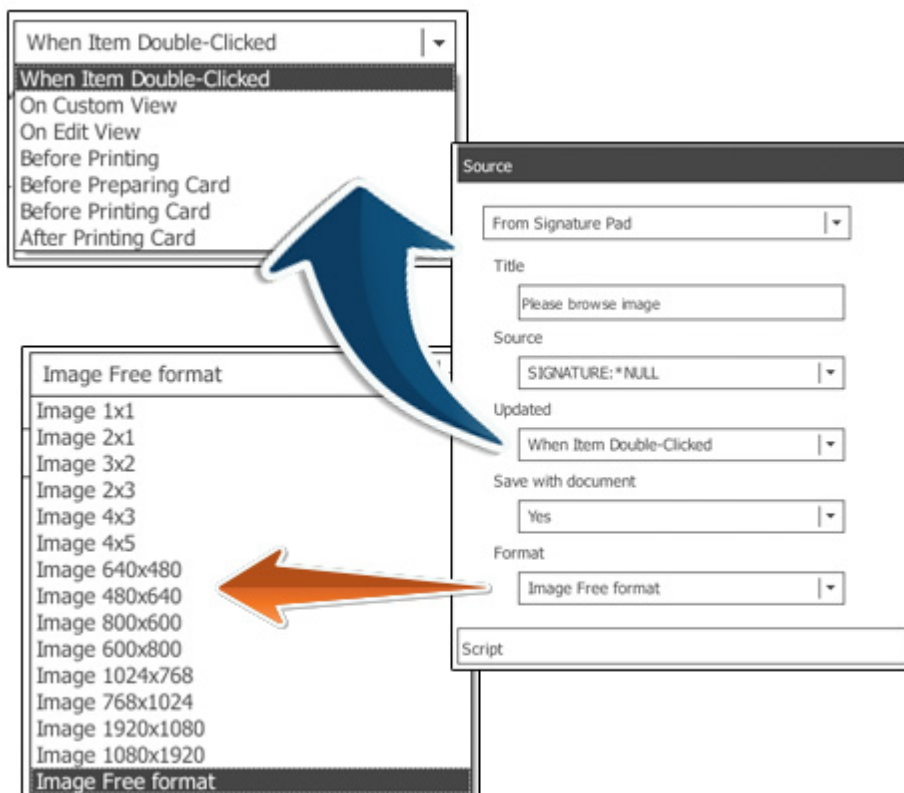 When Item Double-Clicked
When Item Double-Clicked
On Custom View
On Edit View
Before Printing
Before Preparing Card
Before Printing Card
After Printing Card
Source
From Signature Pad
Title
Please browse image
Source
SIGNATURE:*NULL
Updated
When Item Double-Clicked
Save with document
Yes
Format
Image Free format
Script
Image Free format
Image 1x1
Image 2x1
Image 3x2
Image 2x3
Image 4x3
Image 4x5
Image 640x480
Image 480x640
Image 800x600
Image 600x800
Image 1024x768
Image 768x1024
Image 1920x1080
Image 1080x1920
Image Free format